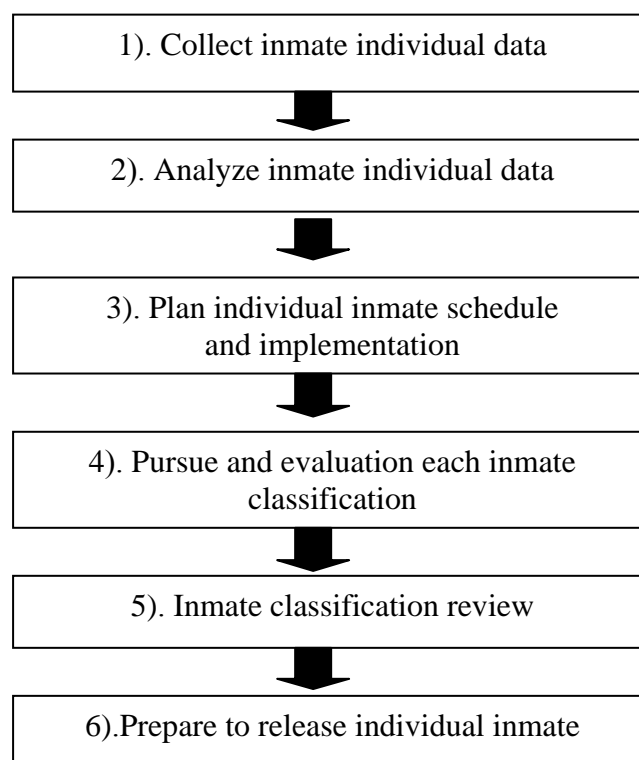 1). Collect inmate individual data
2). Analyze inmate individual data
3). Plan individual inmate schedule
and implementation
4). Pursue and evaluation each inmate
classification
5). Inmate classification review
6).Prepare to release individual inmate